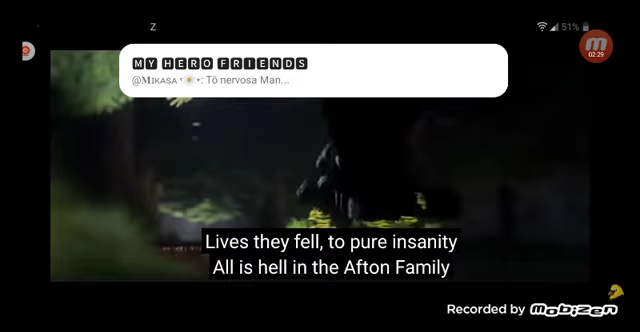 Z
51%
02:29
MY HERO FRIENDS
@Mɪᴋᴀsᴀ ˢ☀️•: Tô nervosa Man...
Lives they fell, to pure insanity
All is hell in the Afton Family
Recorded by Mobizen